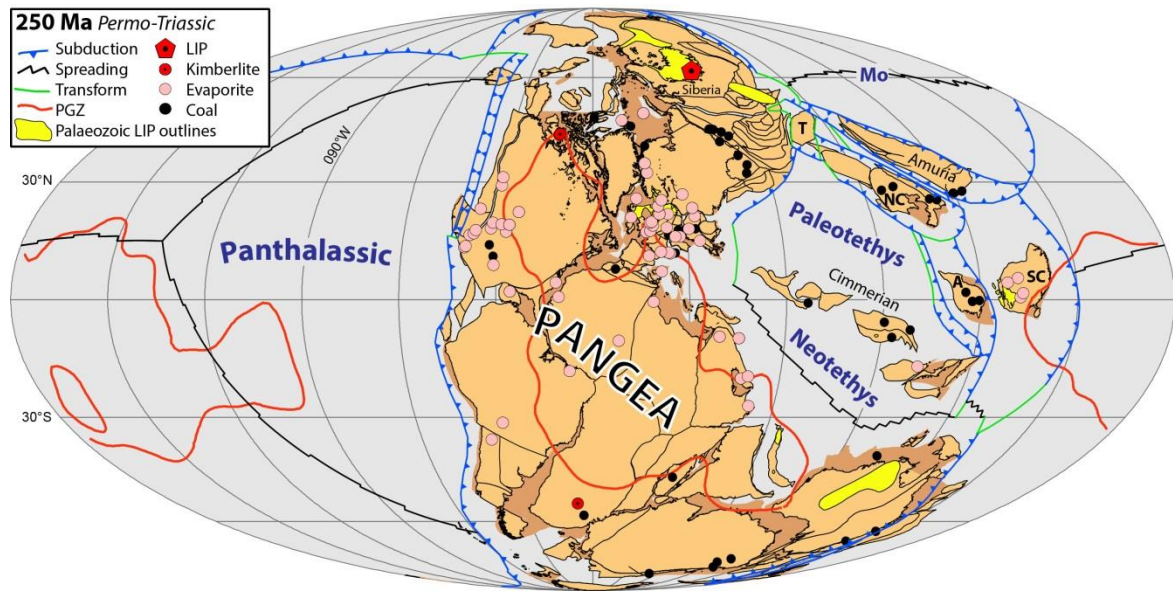 250 Ma Permo-Triassic
Subduction
LIP
Spreading
Kimberlite
Transform
Evaporite
PGZ
Coal
Palaeozoic LIP outlines
090°W
Siberia
Mo
T
Amuria
30°N
NC
Panthalassic
Paleotethys
Cimmerian
A
SC
PANGEA
Neotethys
30°S